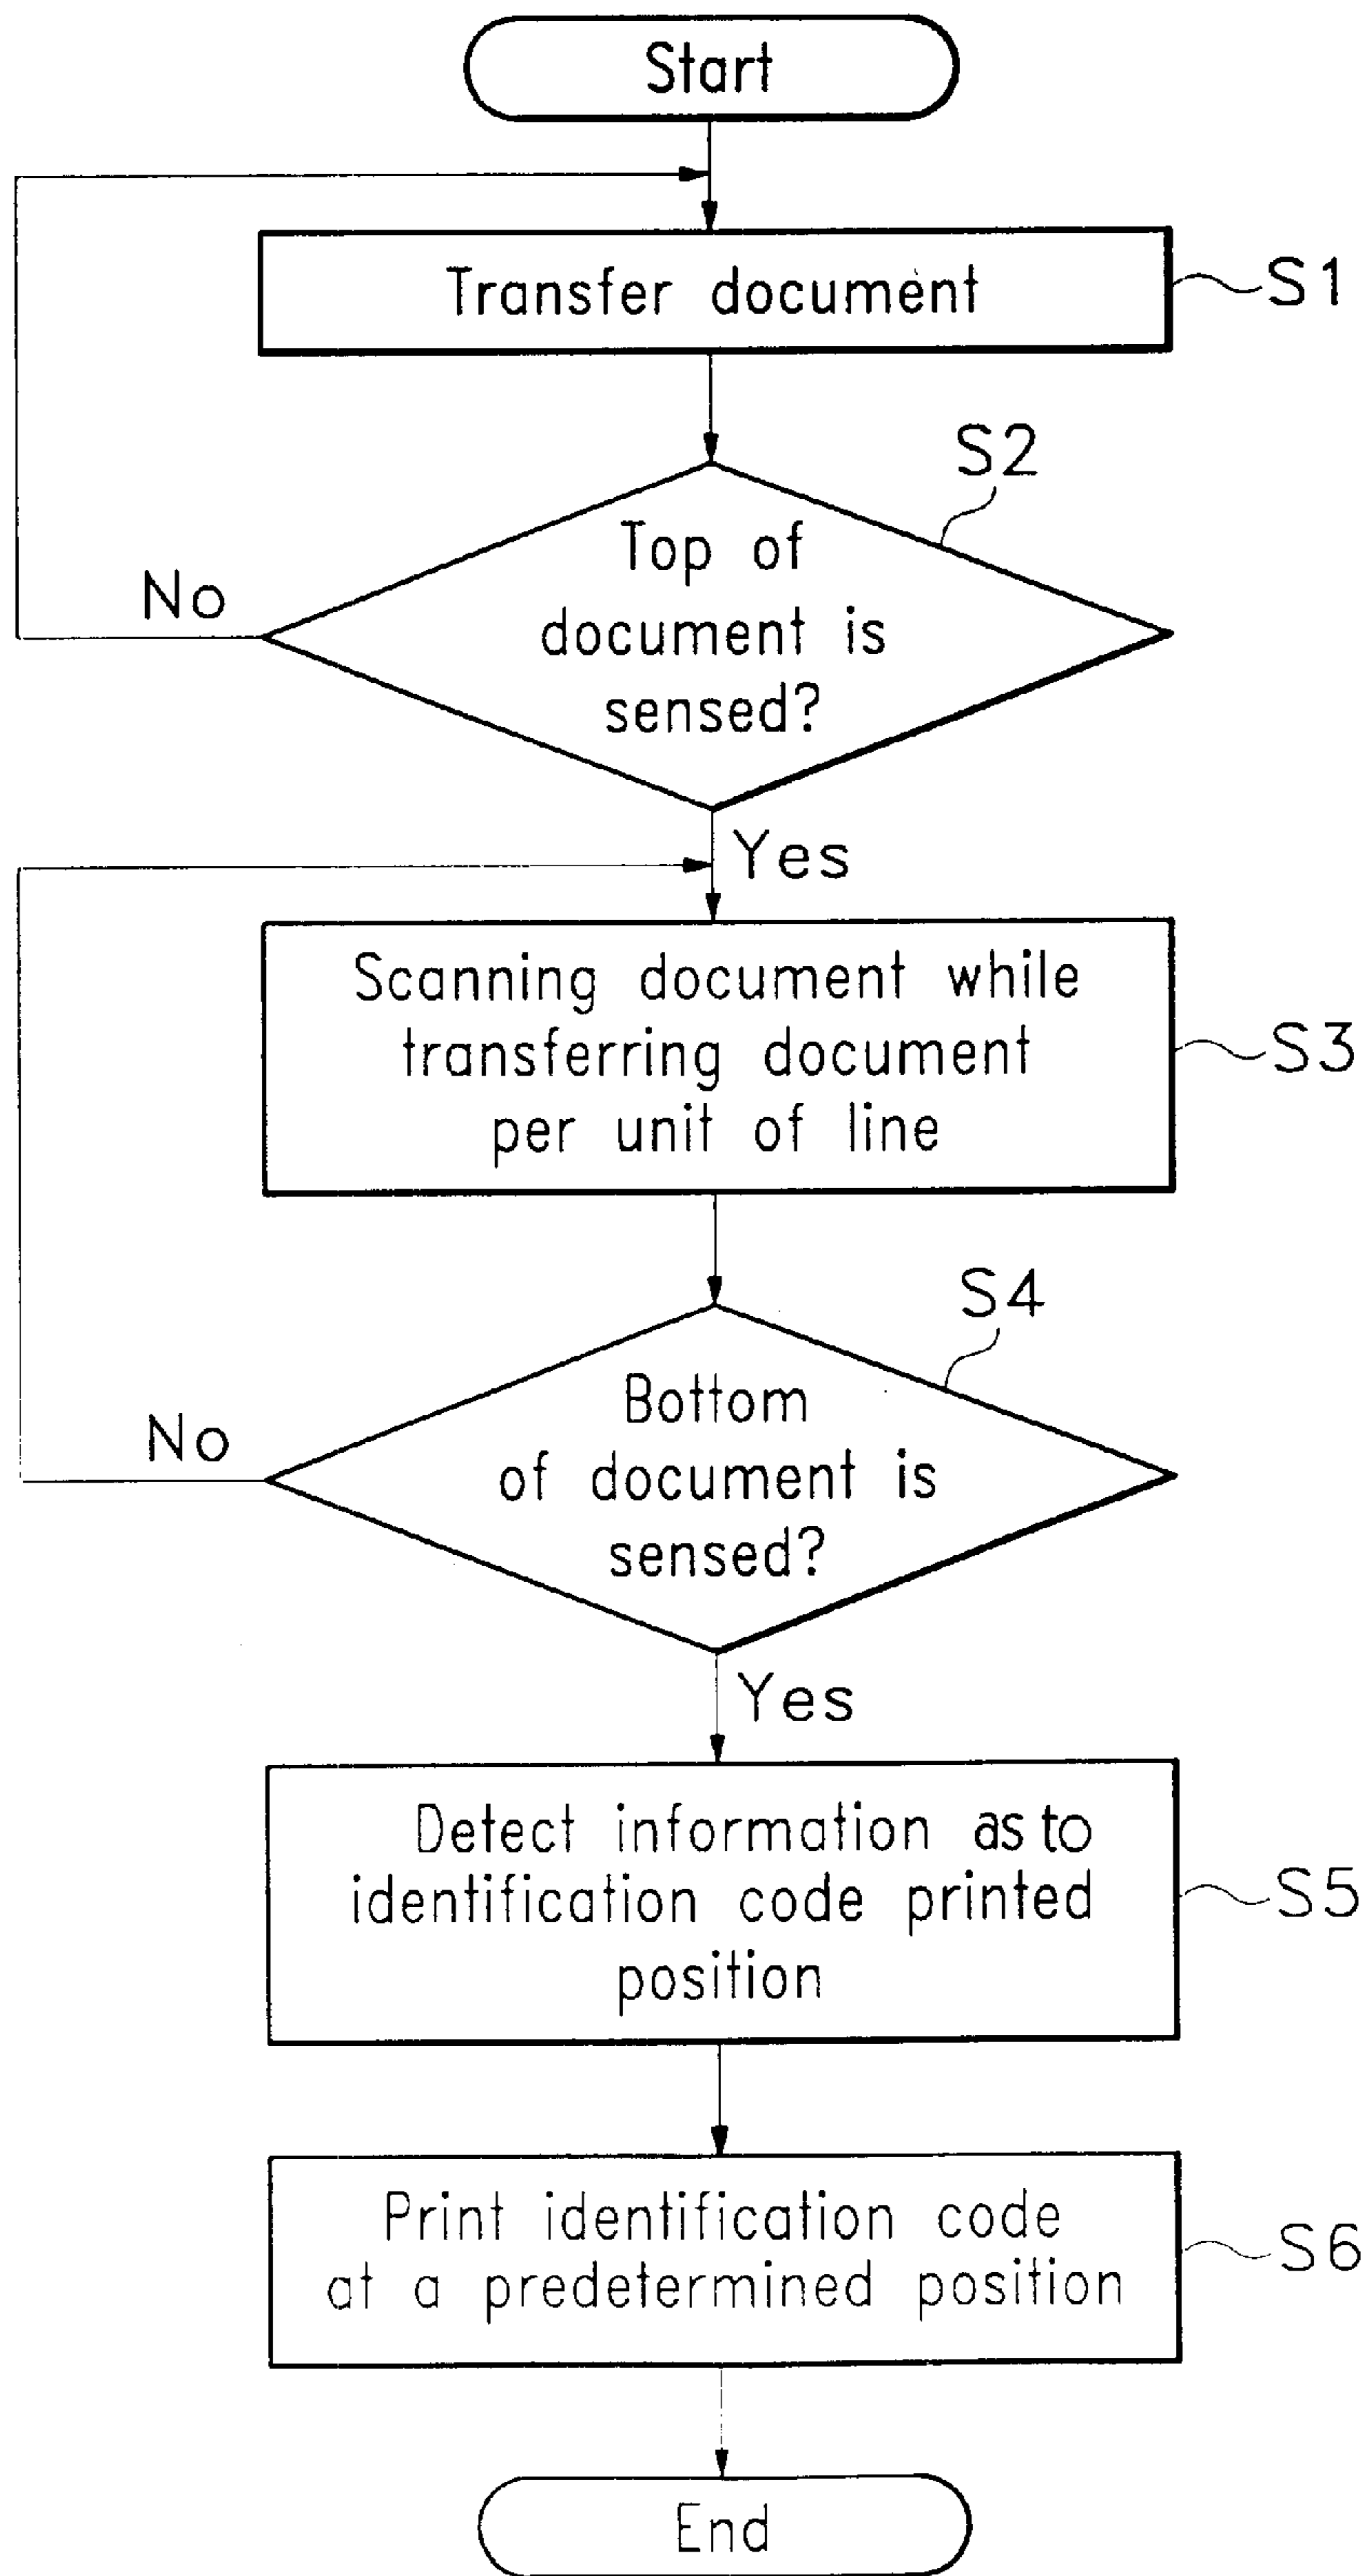 Start
Transfer document
S1
S2
Top of
document is
sensed?
No
Yes
Scanning document while
transferring document
per unit of line
S3
S4
Bottom
of document is
sensed?
No
Yes
Detect information as to
identification code printed
position
S5
Print identification code
at a predetermined position
S6
End